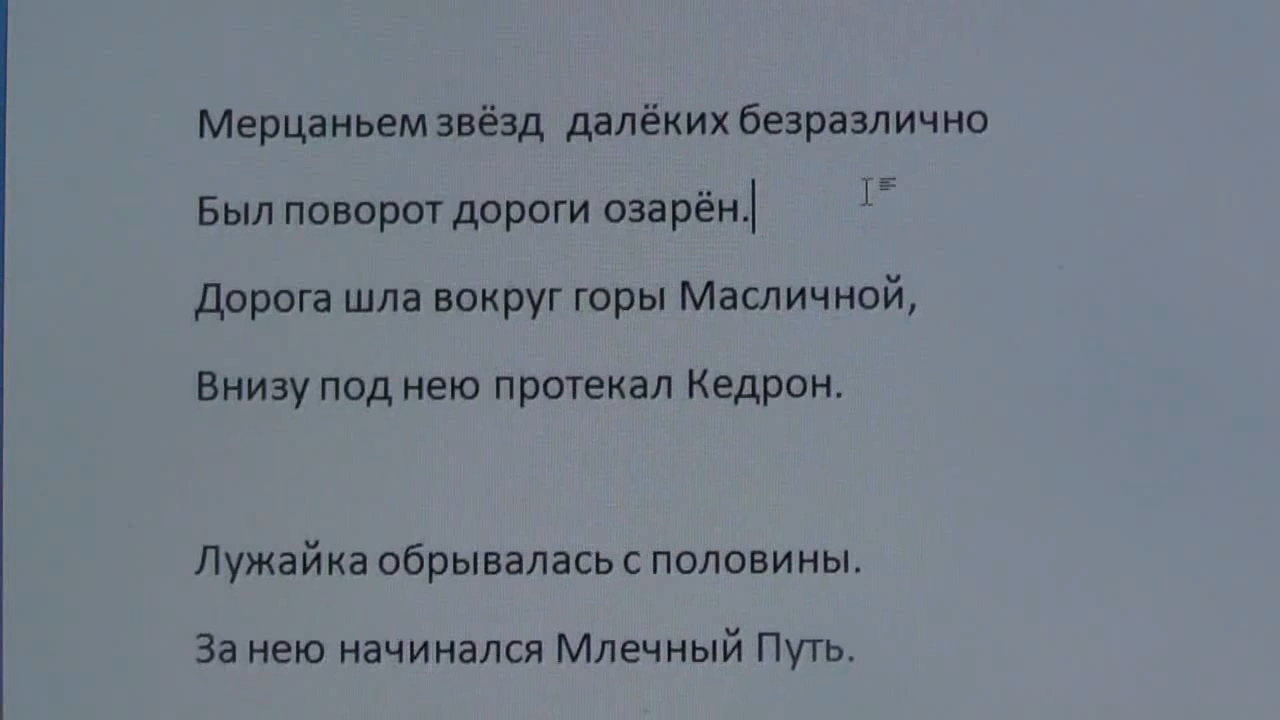 Мерцаньем звёзд  далёких безразлично
Был поворот дороги озарён.
Дорога шла вокруг горы Масличной,
Внизу под нею протекал Кедрон.
Лужайка обрывалась с половины.
За нею начинался Млечный Путь.